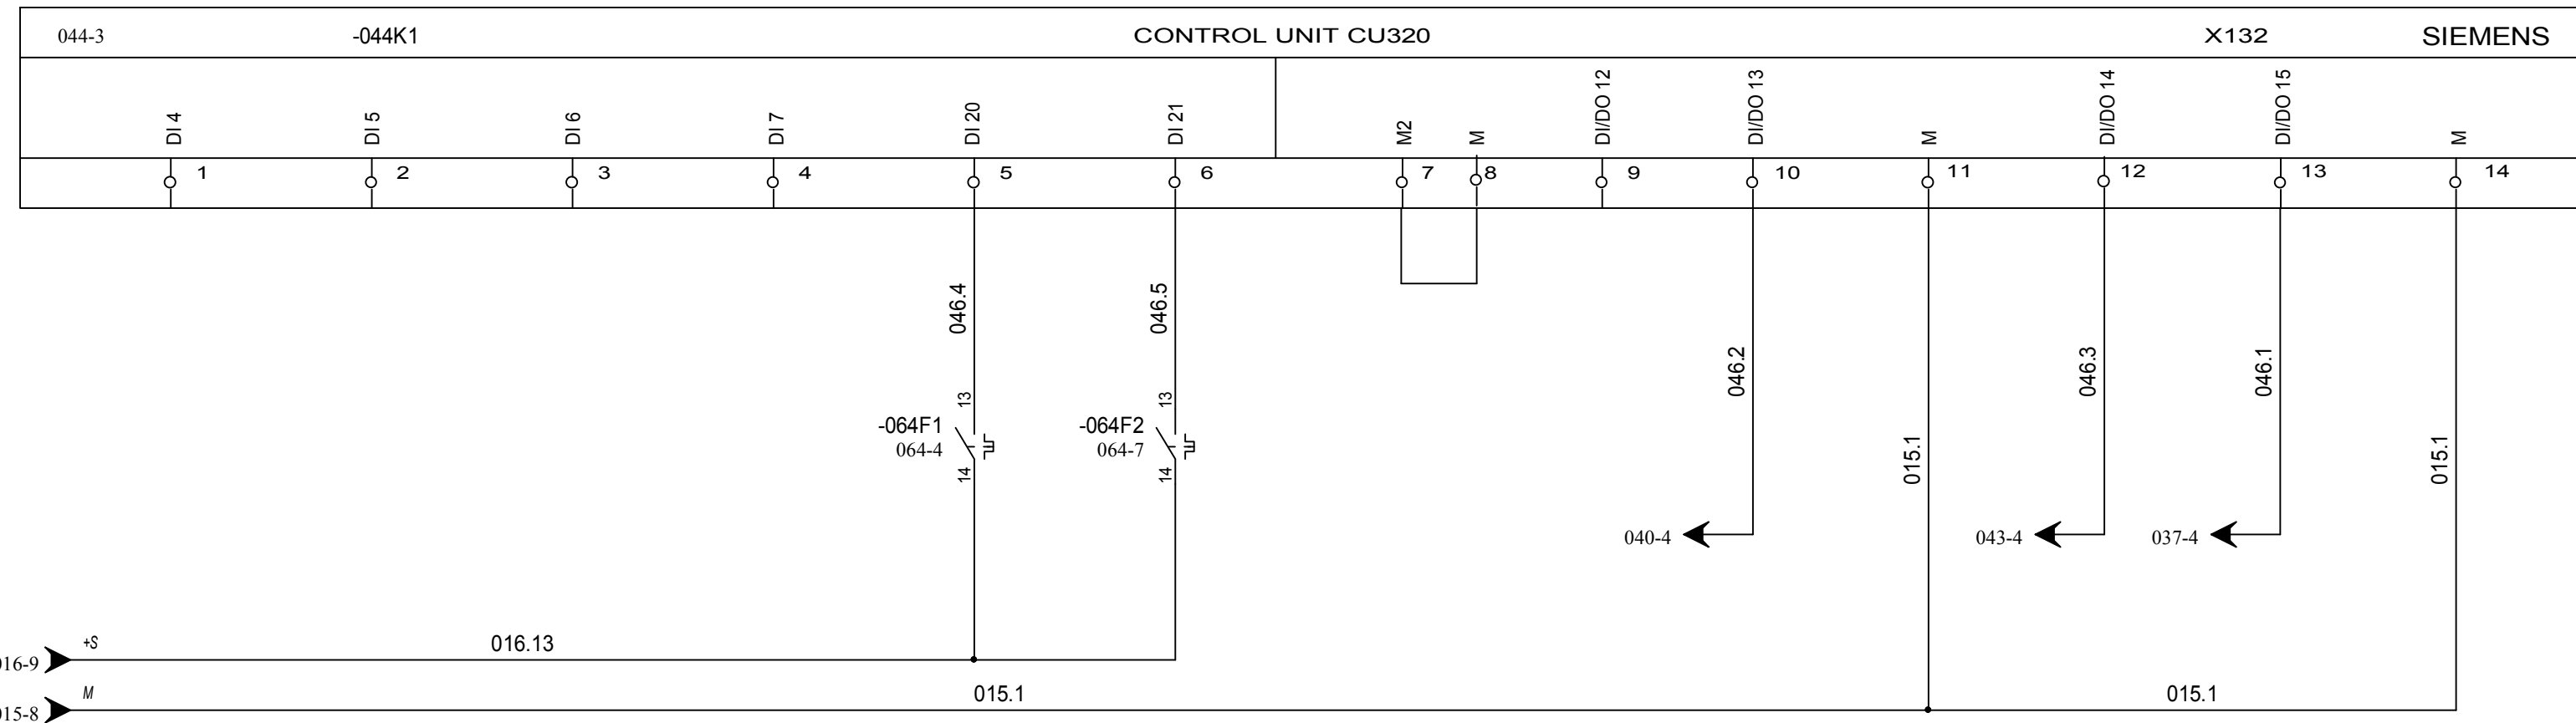 044-3 -044K1 CONTROL UNIT CU320 X132 SIEMENS
DI 4 DI 5 DI 6 DI 7 DI 20 DI 21 M2 M DI/DO 12 DI/DO 13 M DI/DO 14 DI/DO 15 M
1 2 3 4 5 6 7 8 9 10 11 12 13 14
046.4 046.5
046.2 046.3 046.1
13 13
-064F1 -064F2
064-4 064-7
015.1 015.1
14 14
040-4 043-4 037-4
+S 016.13
16-9
M 015.1 015.1
15-8